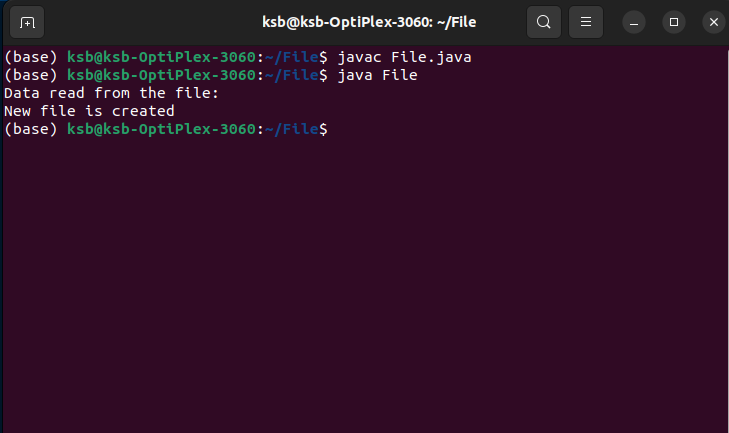 ksb@ksb-OptiPlex-3060: ~/File
(base) ksb@ksb-OptiPlex-3060:~/File$ javac File.java
(base) ksb@ksb-OptiPlex-3060:~/File$ java File
Data read from the file:
New file is created
(base) ksb@ksb-OptiPlex-3060:~/File$